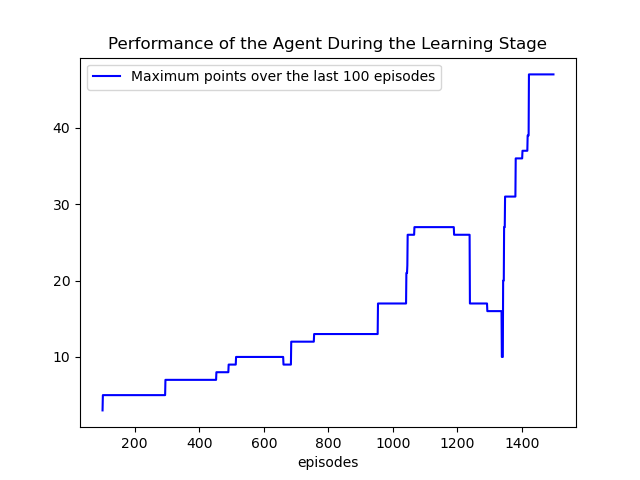 Performance of the Agent During the Learning Stage
Maximum points over the last 100 episodes
40
30
20
10
200 400 600 800 1000 1200 1400
episodes